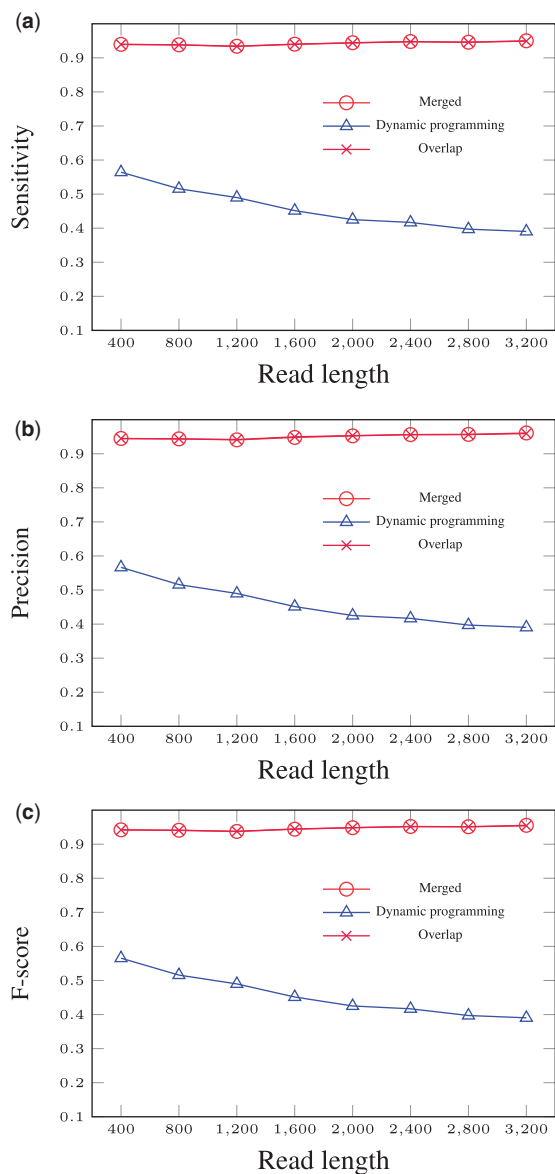 (a)
Sensitivity
0.9
0.8
0.7
0.6
0.5
0.4
0.3
0.2
0.1
Merged
Dynamic programming
Overlap
400 800 1,200 1,600 2,000 2,400 2,800 3,200
Read length
(b)
Precision
0.9
0.8
0.7
0.6
0.5
0.4
0.3
0.2
0.1
Merged
Dynamic programming
Overlap
400 800 1,200 1,600 2,000 2,400 2,800 3,200
Read length
(c)
F-score
0.9
0.8
0.7
0.6
0.5
0.4
0.3
0.2
0.1
Merged
Dynamic programming
Overlap
400 800 1,200 1,600 2,000 2,400 2,800 3,200
Read length